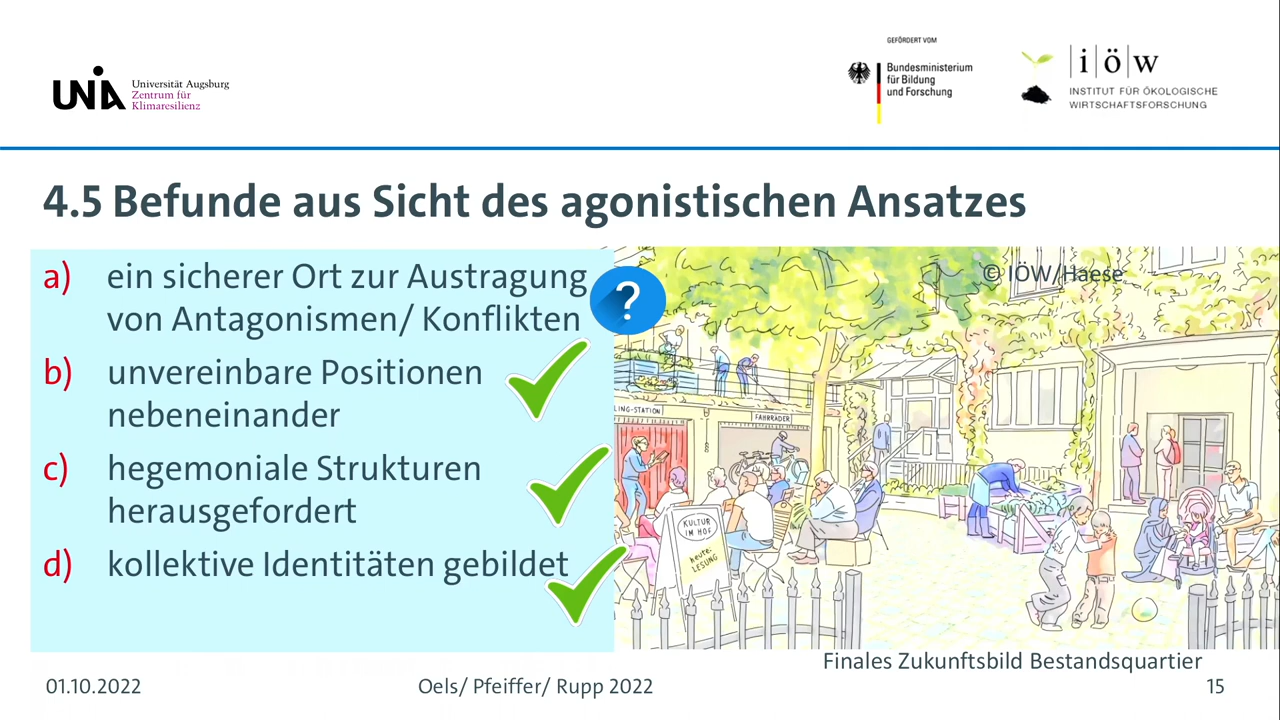 UNIA
Universität Augsburg
Zentrum für
Klimaresilienz
GEFÖRDERT VOM
Bundesministerium
für Bildung
und Forschung
i ö w
INSTITUT FÜR ÖKOLOGISCHE
WIRTSCHAFTSFORSCHUNG
4.5 Befunde aus Sicht des agonistischen Ansatzes
a) ein sicherer Ort zur Austragung
von Antagonismen/ Konflikten
?
b) unvereinbare Positionen
nebeneinander
c) hegemoniale Strukturen
herausgefordert
d) kollektive Identitäten gebildet
© IÖW/Haese
LING-STATION
FAHRRÄDER
KULTUR
IM HOF
heute:
LESUNG
Finales Zukunftsbild Bestandsquartier
01.10.2022
Oels/ Pfeiffer/ Rupp 2022
15